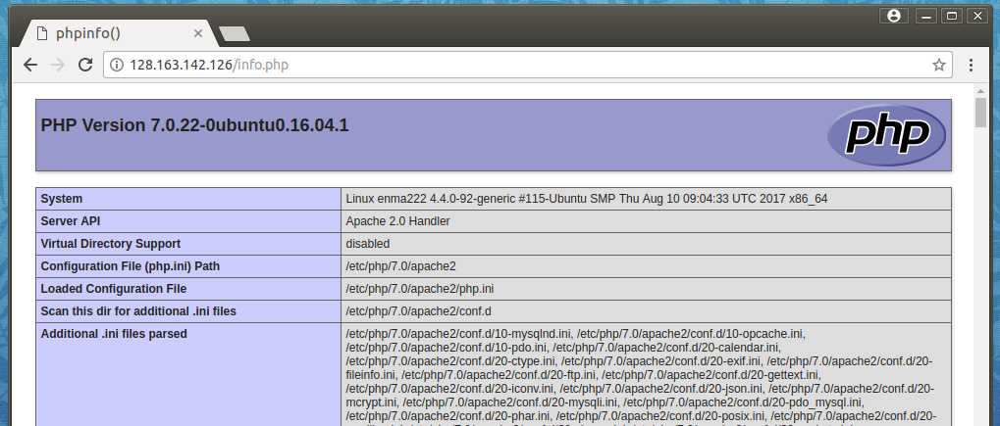 phpinfo()
128.163.142.126/info.php
PHP Version 7.0.22-0ubuntu0.16.04.1
php
System Linux enma222 4.4.0-92-generic #115-Ubuntu SMP Thu Aug 10 09:04:33 UTC 2017 x86_64
Server API Apache 2.0 Handler
Virtual Directory Support disabled
Configuration File (php.ini) Path /etc/php/7.0/apache2
Loaded Configuration File /etc/php/7.0/apache2/php.ini
Scan this dir for additional .ini files /etc/php/7.0/apache2/conf.d
Additional .ini files parsed /etc/php/7.0/apache2/conf.d/10-mysqlnd.ini, /etc/php/7.0/apache2/conf.d/10-opcache.ini,
/etc/php/7.0/apache2/conf.d/10-pdo.ini, /etc/php/7.0/apache2/conf.d/20-calendar.ini,
/etc/php/7.0/apache2/conf.d/20-ctype.ini, /etc/php/7.0/apache2/conf.d/20-exif.ini, /etc/php/7.0/apache2/conf.d/20-
fileinfo.ini, /etc/php/7.0/apache2/conf.d/20-ftp.ini, /etc/php/7.0/apache2/conf.d/20-gettext.ini,
/etc/php/7.0/apache2/conf.d/20-iconv.ini, /etc/php/7.0/apache2/conf.d/20-json.ini, /etc/php/7.0/apache2/conf.d/20-
mcrypt.ini, /etc/php/7.0/apache2/conf.d/20-mysqli.ini, /etc/php/7.0/apache2/conf.d/20-pdo_mysql.ini,
/etc/php/7.0/apache2/conf.d/20-phar.ini, /etc/php/7.0/apache2/conf.d/20-posix.ini, /etc/php/7.0/apache2/conf.d/20-